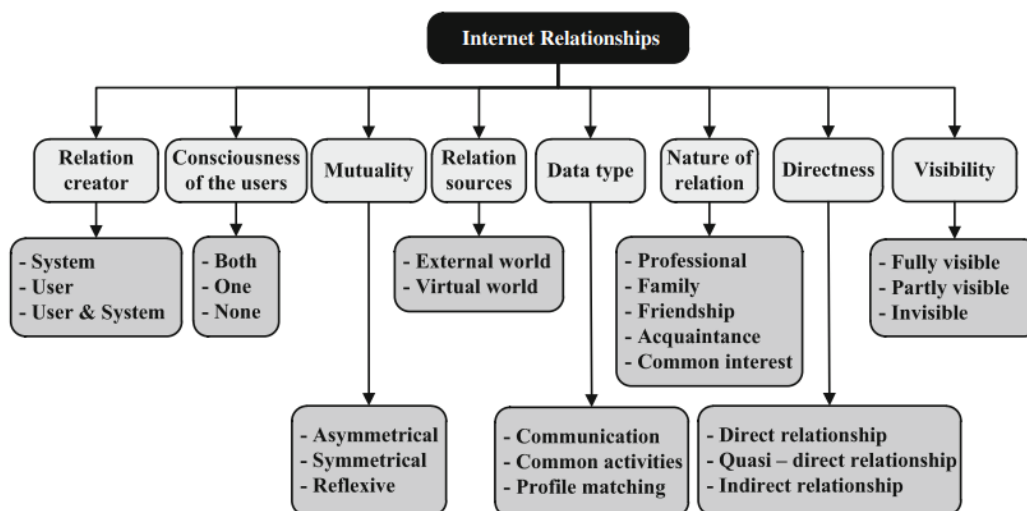 Internet Relationships
Relation
creator
Consciousness
of the users
Mutuality
Relation
sources
Data type
Nature of
relation
Directness
Visibility
- System
- User
- User & System
- Both
- One
- None
- External world
- Virtual world
- Professional
- Family
- Friendship
- Acquaintance
- Common interest
- Fully visible
- Partly visible
- Invisible
- Asymmetrical
- Symmetrical
- Reflexive
- Communication
- Common activities
- Profile matching
- Direct relationship
- Quasi – direct relationship
- Indirect relationship